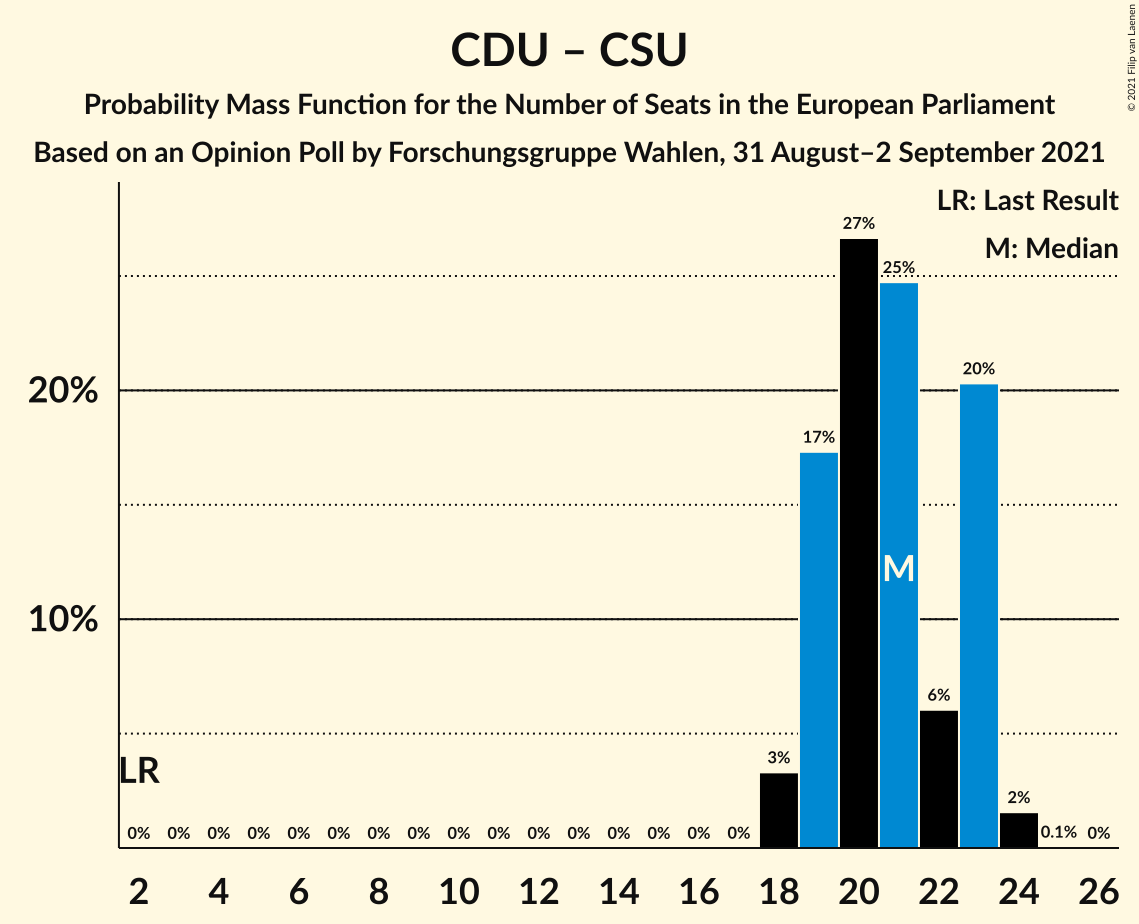 CDU – CSU
Probability Mass Function for the Number of Seats in the European Parliament
Based on an Opinion Poll by Forschungsgruppe Wahlen, 31 August–2 September 2021
© 2021 Filip van Laenen
LR: Last Result
M: Median
27%
25%
20%
20%
17%
M
10%
6%
3%
LR
2%
0% 0% 0% 0% 0% 0% 0% 0% 0% 0% 0% 0% 0% 0% 0% 0% 0.1% 0%
2 4 6 8 10 12 14 16 18 20 22 24 26